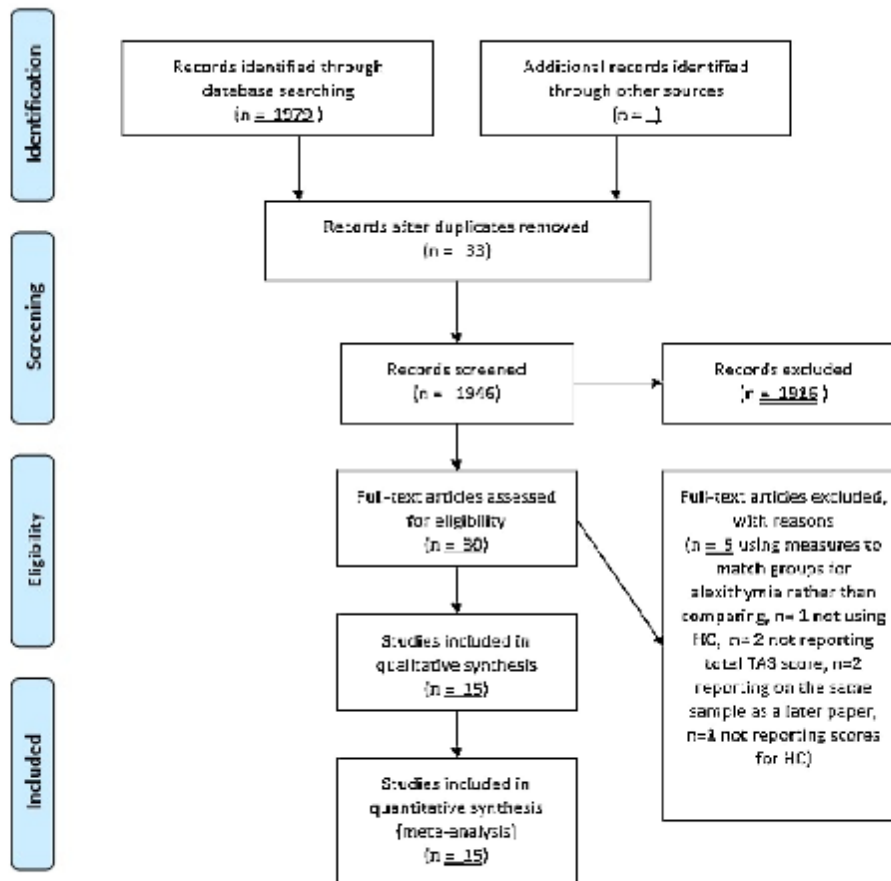 Identification
Records identified through
database searching
(n = 1979 )
Additional records identified
through other sources
(n = )
Records after duplicates removed
(n = 33)
Screening
Records screened
(n = 1946)
Records excluded
(n = )
Eligibility
Full-text articles assessed
for eligibility
(n = 30)
Full-text articles excluded,
with reasons
(n = using measures to
match groups for
alexithymia rather than
comparing, n= 1 not using
HC, n= 2 not reporting
total TAS score, n=2
reporting on the same
sample as a later paper,
not reporting scores
for HC)
Studies included in
qualitative synthesis
(n = 15)
Included
Studies included in
quantitative synthesis
(meta-analysis)
(n = 15)